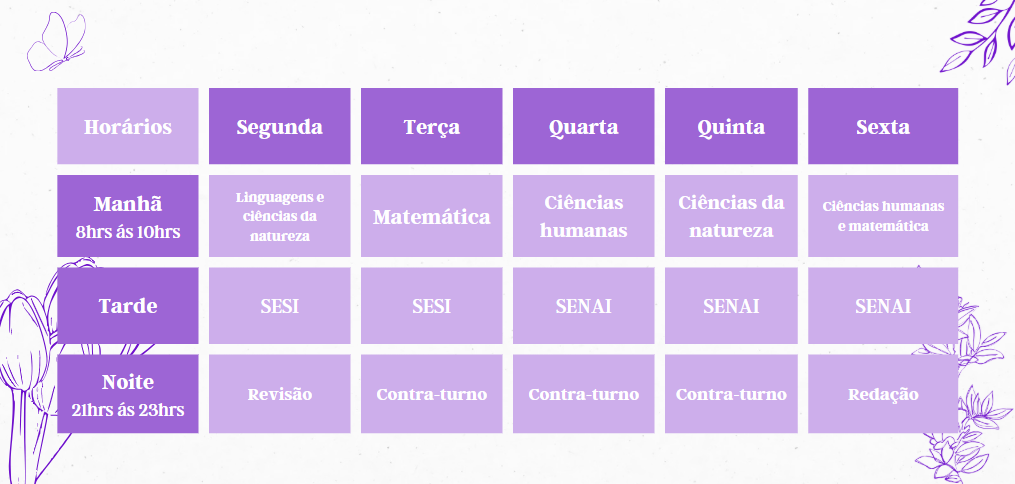 Horários
Segunda
Terça
Quarta
Quinta
Sexta
Manhã
8hrs ás 10hrs
Linguagens e
ciências da
natureza
Matemática
Ciências
humanas
Ciências da
natureza
Ciências humanas
e matemática
Tarde
SESI
SESI
SENAI
SENAI
SENAI
Noite
21hrs ás 23hrs
Revisão
Contra-turno
Contra-turno
Contra-turno
Redação